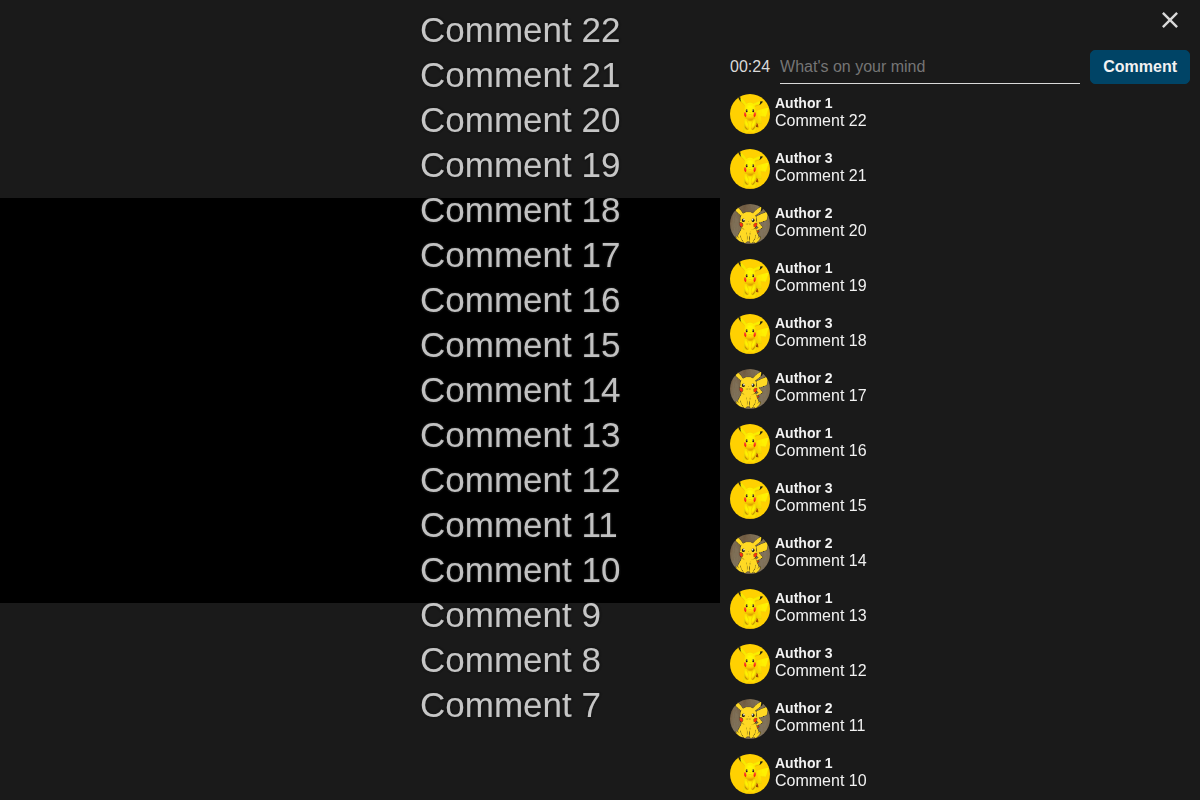 Comment 22
Comment 21
Comment 20
Comment 19
Comment 18
Comment 17
Comment 16
Comment 15
Comment 14
Comment 13
Comment 12
Comment 11
Comment 10
Comment 9
Comment 8
Comment 7
00:24 What's on your mind Comment
Author 1
Comment 22
Author 3
Comment 21
Author 2
Comment 20
Author 1
Comment 19
Author 3
Comment 18
Author 2
Comment 17
Author 1
Comment 16
Author 3
Comment 15
Author 2
Comment 14
Author 1
Comment 13
Author 3
Comment 12
Author 2
Comment 11
Author 1
Comment 10